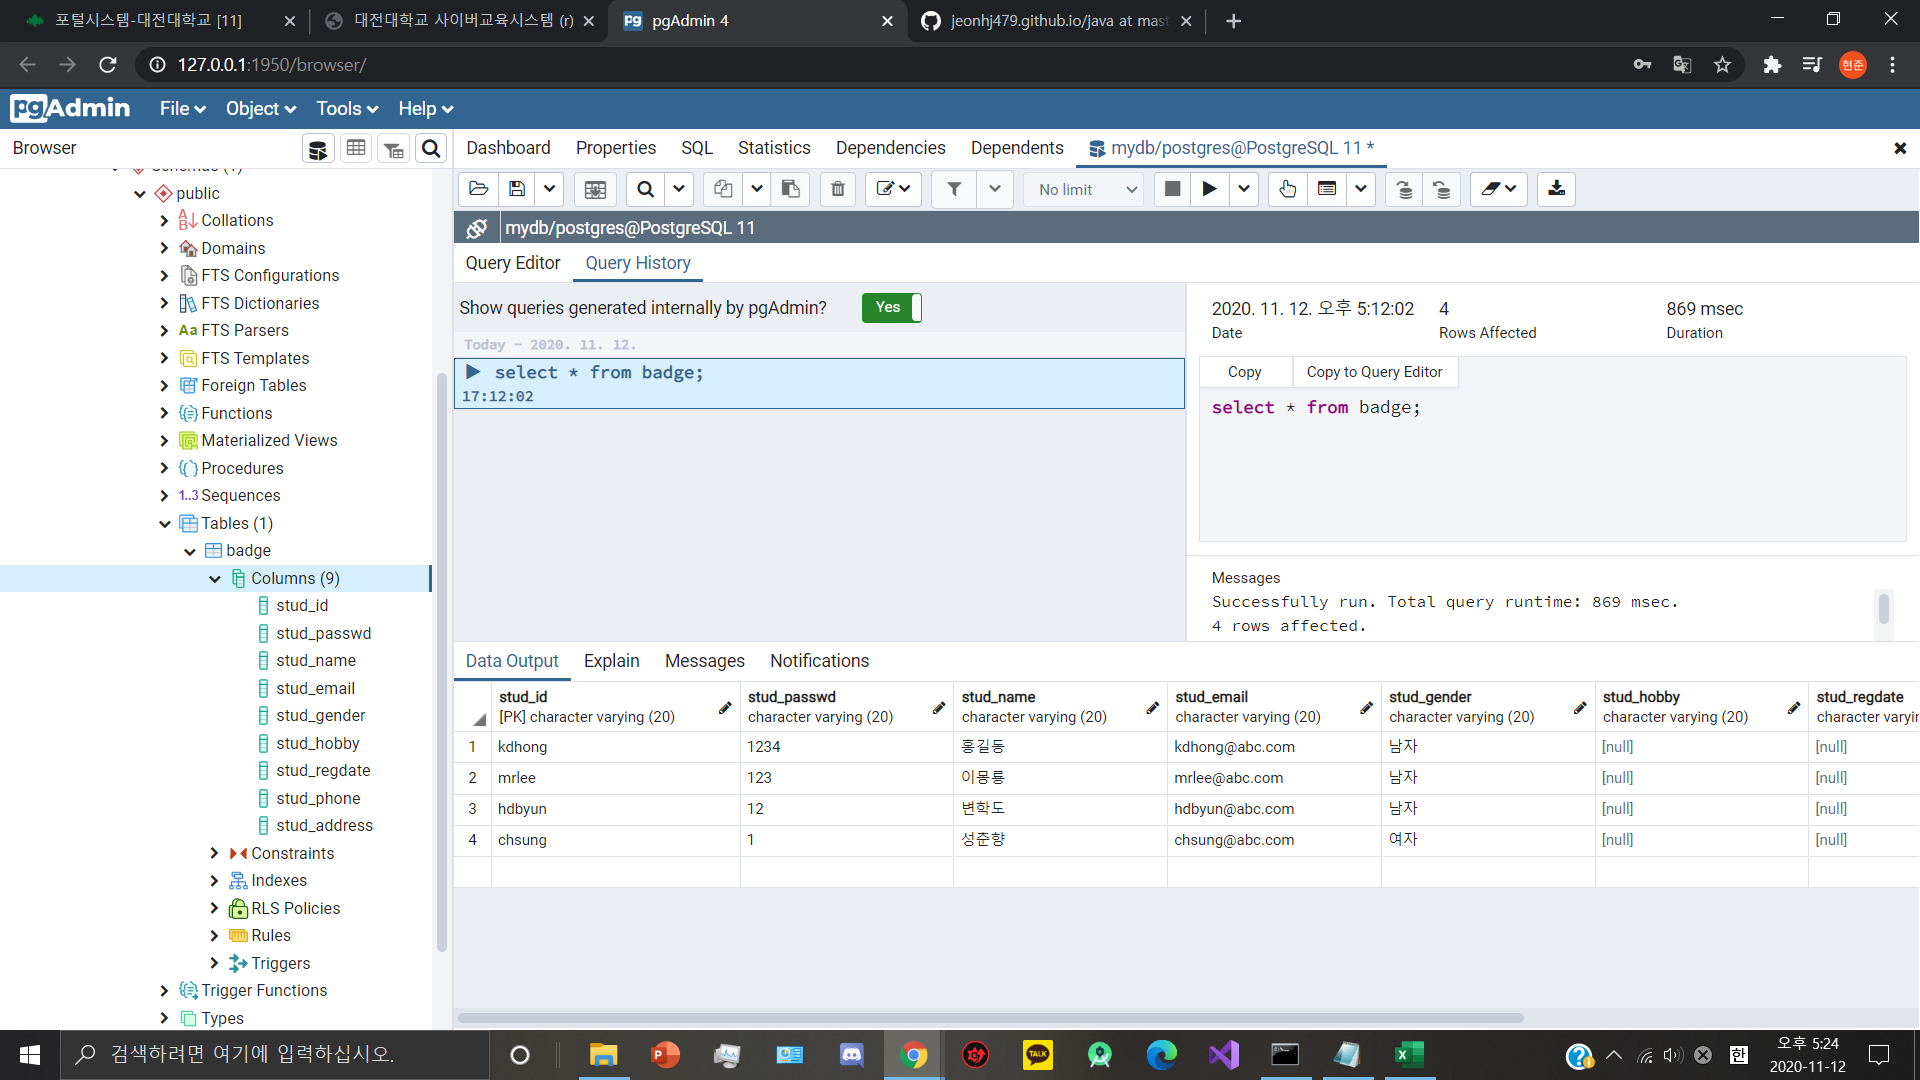 포털시스템-대전대학교 [11]
대전대학교 사이버교육시스템 (r)
pgAdmin 4
jeonhj479.github.io/java at mast
127.0.0.1:1950/browser/
현준
pgAdmin
File
Object
Tools
Help
Browser
Dashboard
Properties
SQL
Statistics
Dependencies
Dependents
mydb/postgres@PostgreSQL 11 *
No limit
mydb/postgres@PostgreSQL 11
Query Editor
Query History
Show queries generated internally by pgAdmin?
Yes
Today - 2020. 11. 12.
select * from badge;
17:12:02
2020. 11. 12. 오후 5:12:02
4
869 msec
Date
Rows Affected
Duration
Copy
Copy to Query Editor
select * from badge;
Messages
Successfully run. Total query runtime: 869 msec.
4 rows affected.
Schemas (1)
public
Collations
Domains
FTS Configurations
FTS Dictionaries
Aa FTS Parsers
FTS Templates
Foreign Tables
Functions
Materialized Views
Procedures
1..3 Sequences
Tables (1)
badge
Columns (9)
stud_id
stud_passwd
stud_name
stud_email
stud_gender
stud_hobby
stud_regdate
stud_phone
stud_address
Constraints
Indexes
RLS Policies
Rules
Triggers
Trigger Functions
Types
Data Output
Explain
Messages
Notifications
stud_id
[PK] character varying (20)
stud_passwd
character varying (20)
stud_name
character varying (20)
stud_email
character varying (20)
stud_gender
character varying (20)
stud_hobby
character varying (20)
stud_regdate
character varyin
1 kdhong 1234 홍길동 kdhong@abc.com 남자 [null] [null]
2 mrlee 123 이몽룡 mrlee@abc.com 남자 [null] [null]
3 hdbyun 12 변학도 hdbyun@abc.com 남자 [null] [null]
4 chsung 1 성준향 chsung@abc.com 여자 [null] [null]
검색하려면 여기에 입력하십시오.
TALK
한
오후 5:24
2020-11-12